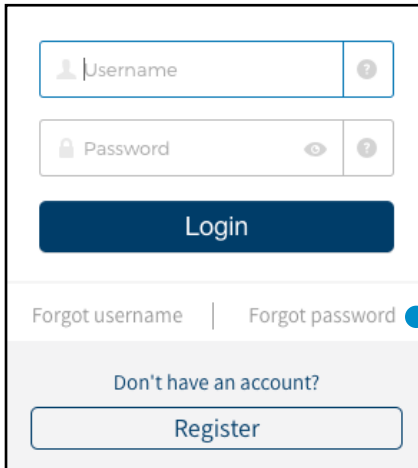 Username ?
Password ?
Login
Forgot username | Forgot password
Don't have an account?
Register